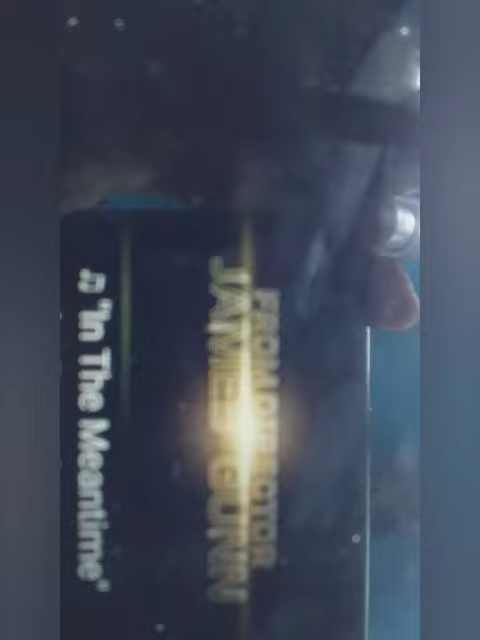 FROM DIRECTOR
JAMES GUNN
♫ "In The Meantime"